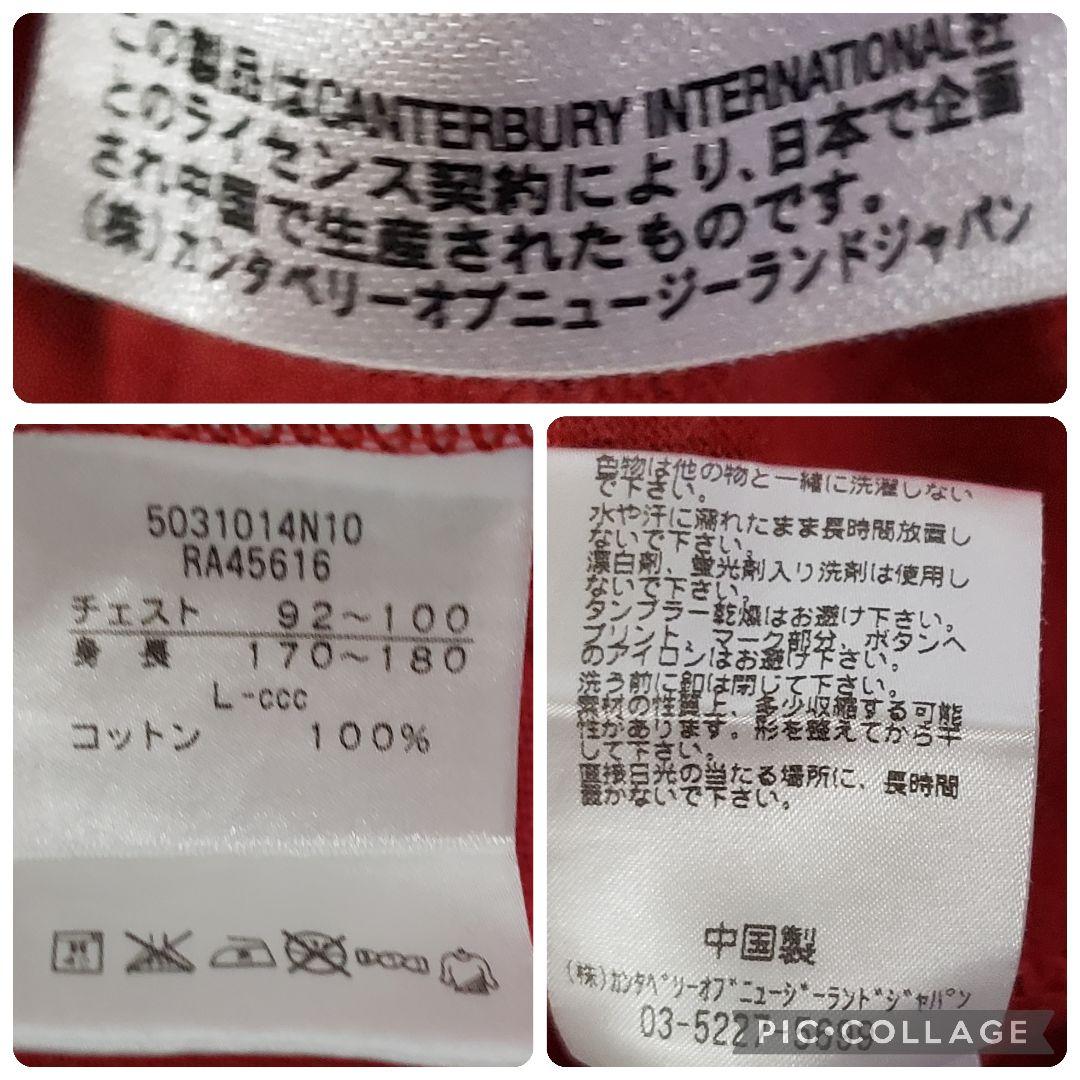 この製品はCANTERBURY INTERNATIONAL社
とのライセンス契約により、日本で企画
され中国で生産されたものです。
(株)カンタベリーオブニュージーランドジャパン
5031014N10
RA45616
チェスト 92～100
身長 170～180
L-ccc
コットン 100%
色物は他の物と一緒に洗濯しない
で下さい。
水や汗に濡れたまま長時間放置し
ないで下さい。
漂白剤、蛍光剤入り洗剤は使用し
ないで下さい。
タンブラー乾燥はお避け下さい。
プリント、マーク部分、ボタンへ
のアイロンはお避け下さい。
洗う前に釦は閉じて下さい。
素材の性質上、多少収縮する可能
性があります。形を整えてから干
して下さい。
直接日光の当たる場所に、長時間
置かないで下さい。
中国製
(株)カンタベリーオブニュージーランドジャパン
03-5227-
PIC•COLLAGE